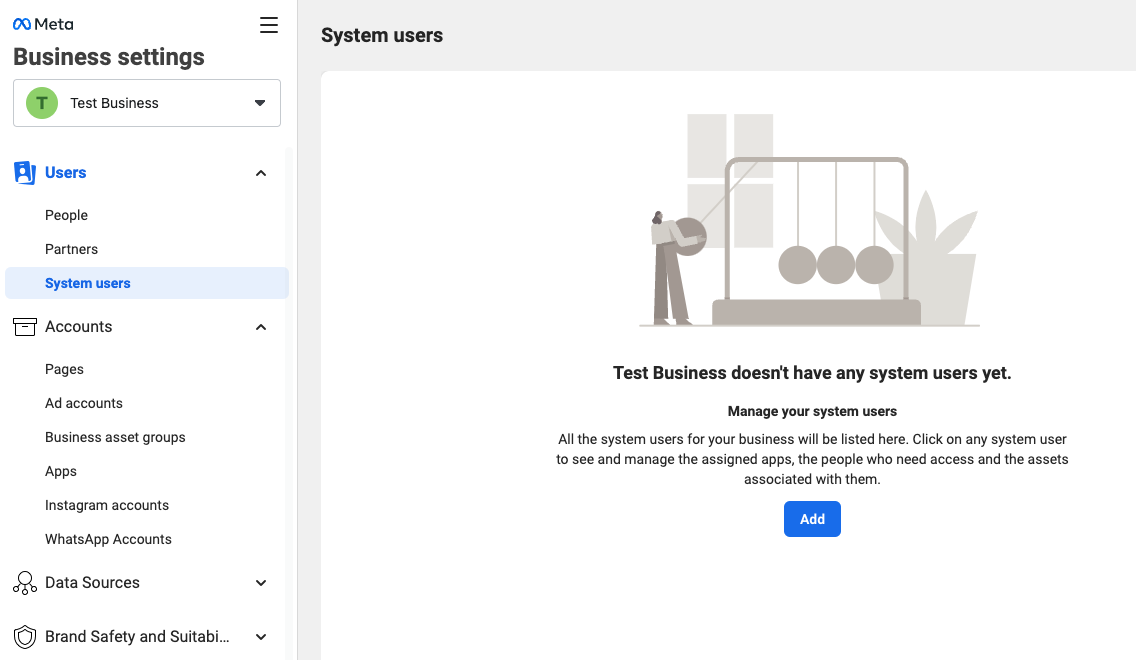 Meta
Business settings
T Test Business
Users
People
Partners
System users
Accounts
Pages
Ad accounts
Business asset groups
Apps
Instagram accounts
WhatsApp Accounts
Data Sources
Brand Safety and Suitabi...
System users
Test Business doesn't have any system users yet.
Manage your system users
All the system users for your business will be listed here. Click on any system user
to see and manage the assigned apps, the people who need access and the assets
associated with them.
Add